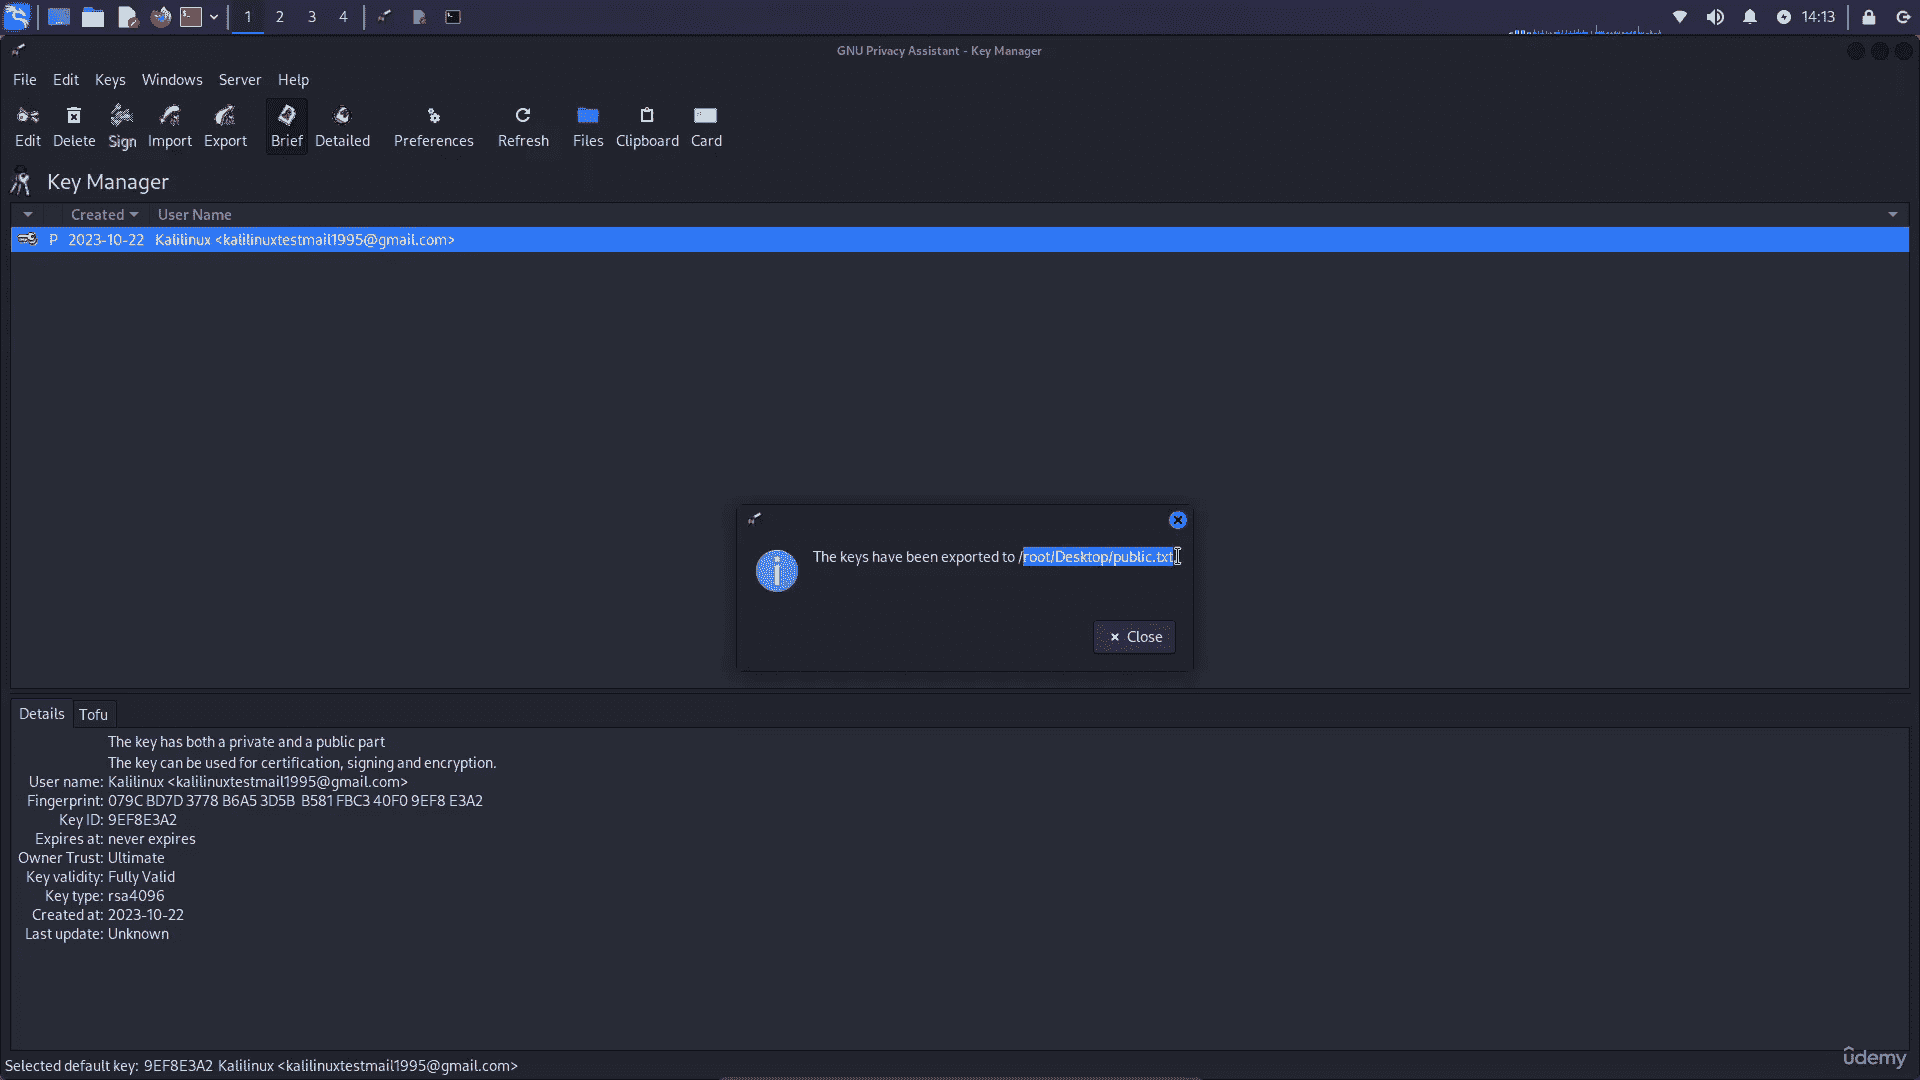 1 2 3 4 14:13
GNU Privacy Assistant - Key Manager
File Edit Keys Windows Server Help
Edit Delete Sign Import Export Brief Detailed Preferences Refresh Files Clipboard Card
Key Manager
Created User Name
P 2023-10-22 Kalilinux <kalilinuxtestmail1995@gmail.com>
The keys have been exported to /root/Desktop/public.txt.
Close
Details Tofu
The key has both a private and a public part
The key can be used for certification, signing and encryption.
User name: Kalilinux <kalilinuxtestmail1995@gmail.com>
Fingerprint: 079C BD7D 3778 B6A5 3D5B B581 FBC3 40F0 9EF8 E3A2
Key ID: 9EF8E3A2
Expires at: never expires
Owner Trust: Ultimate
Key validity: Fully Valid
Key type: rsa4096
Created at: 2023-10-22
Last update: Unknown
Selected default key: 9EF8E3A2 Kalilinux <kalilinuxtestmail1995@gmail.com>
ûdemy